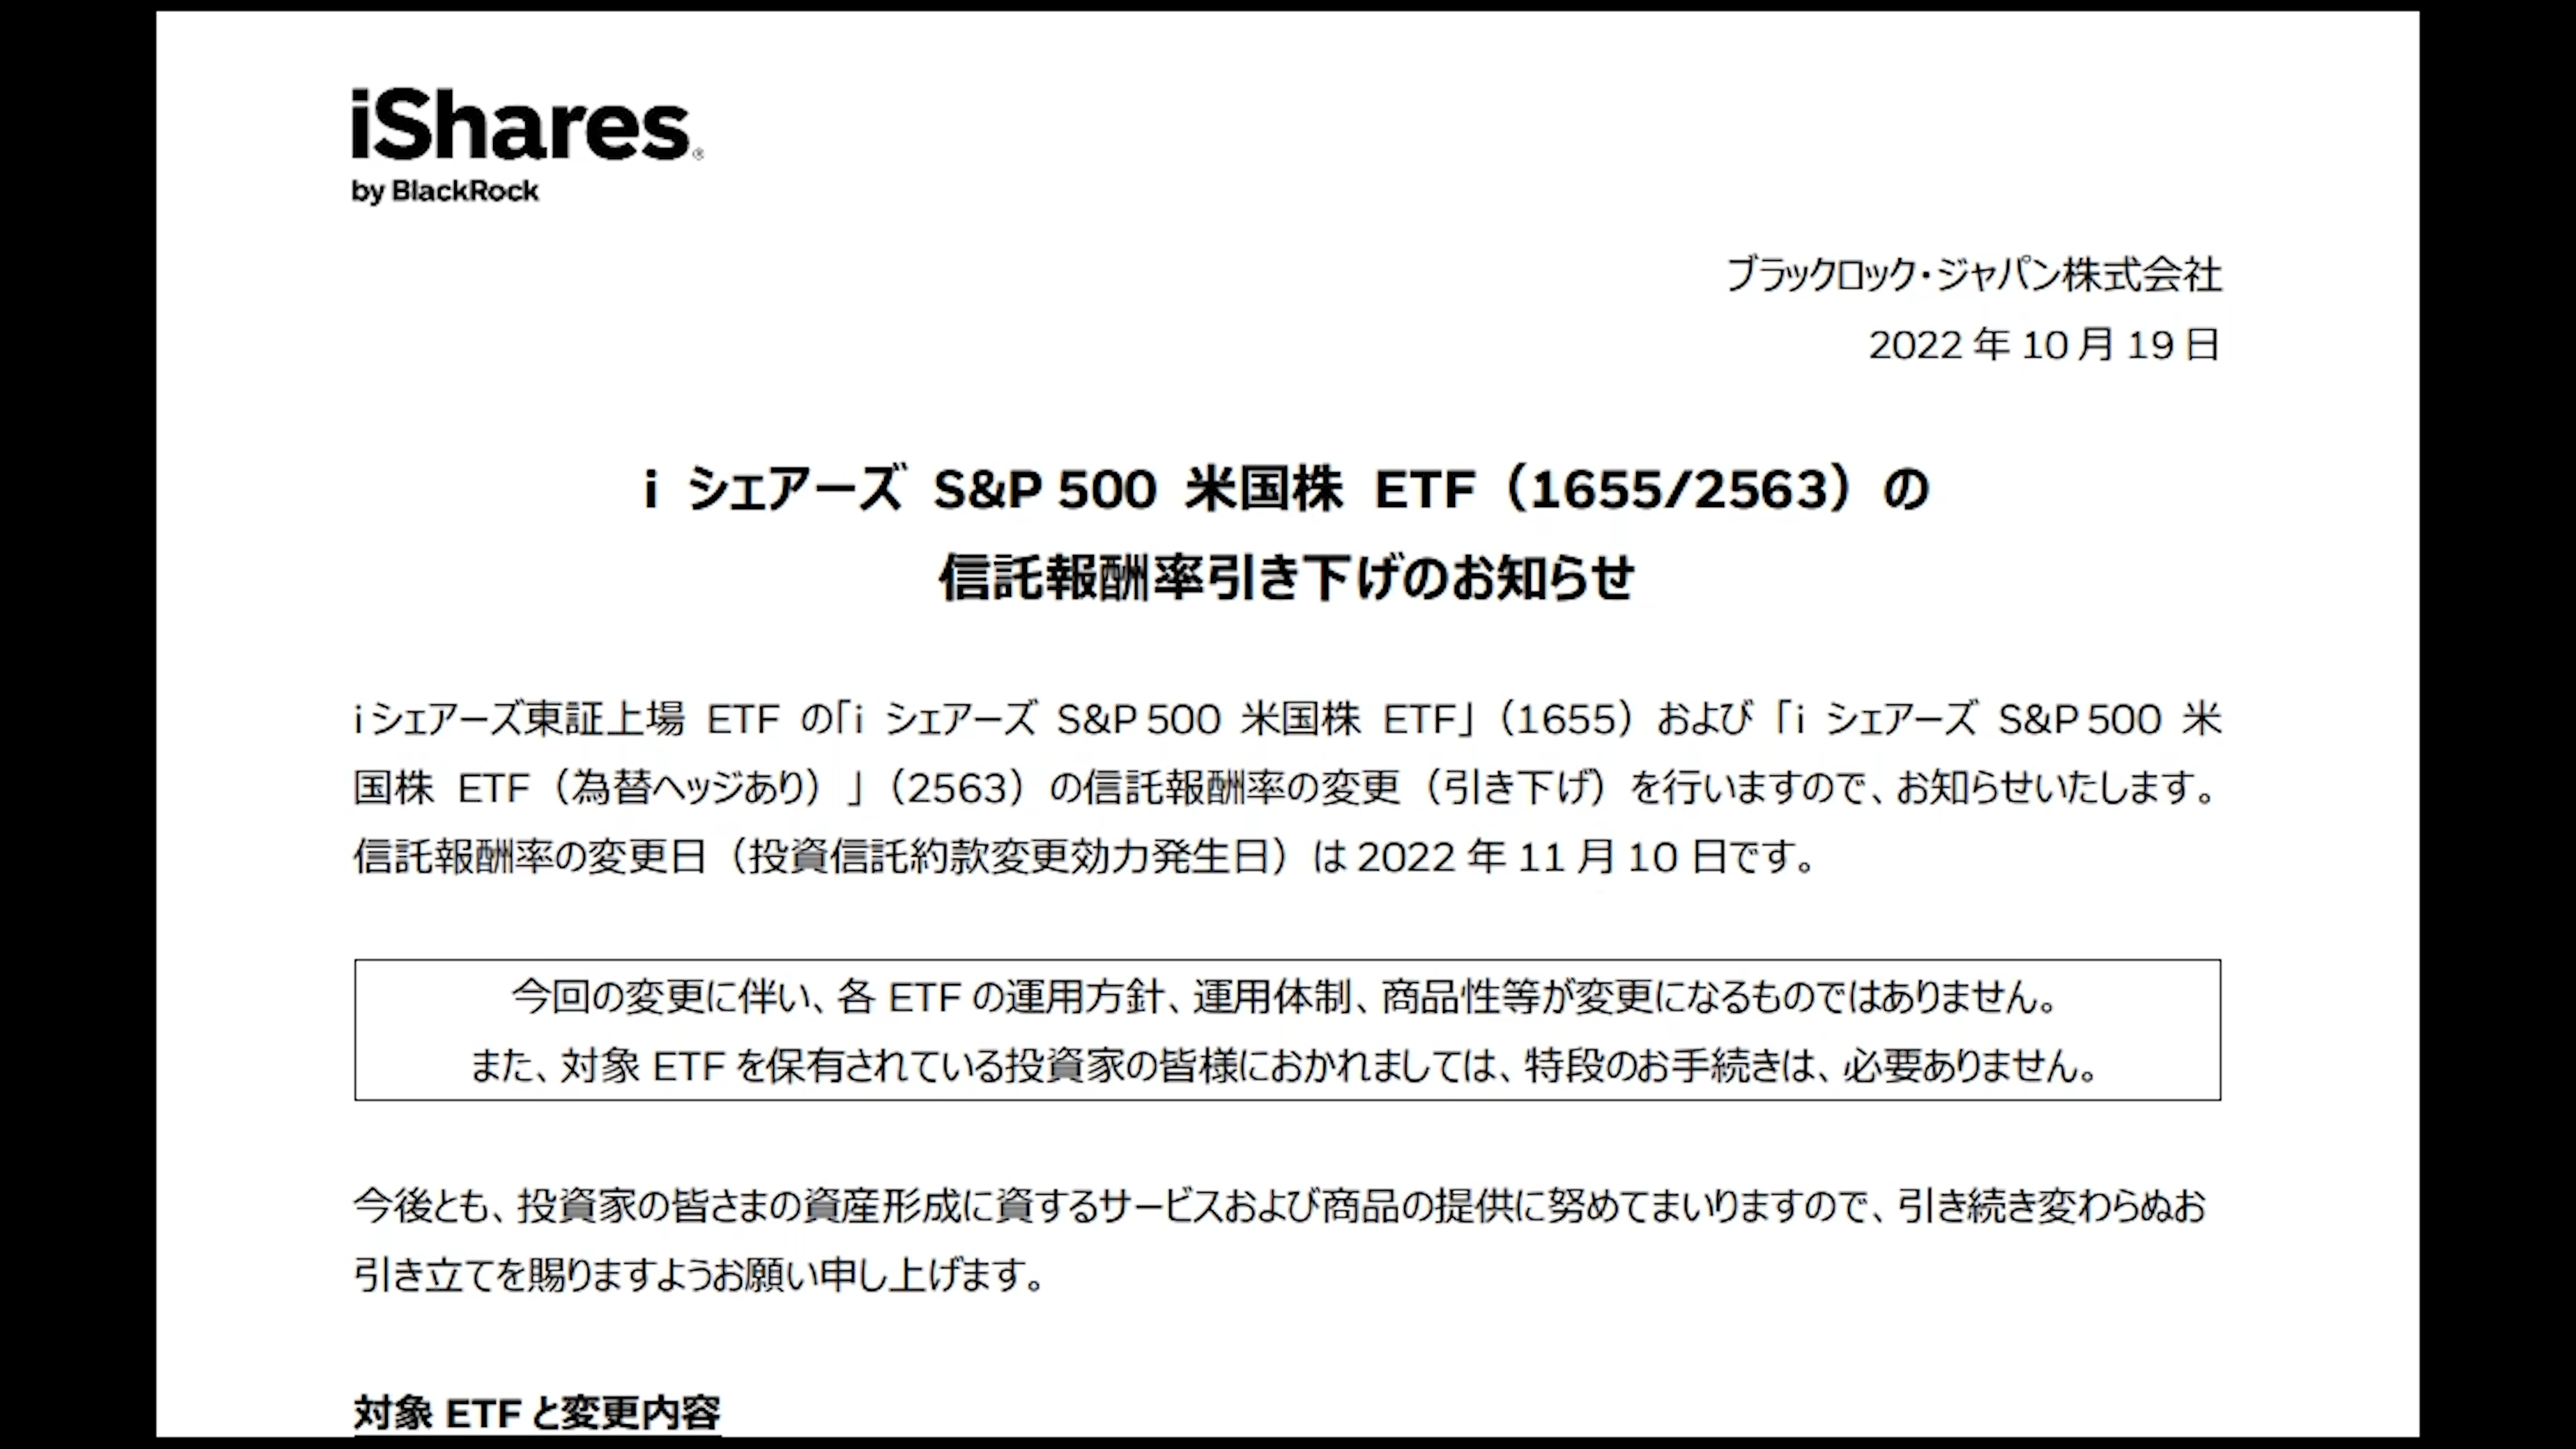 iShares®
by BlackRock
ブラックロック・ジャパン株式会社
2022 年 10 月 19 日
i シェアーズ S&P 500 米国株 ETF（1655/2563）の
信託報酬率引き下げのお知らせ
i シェアーズ東証上場 ETF の「i シェアーズ S&P 500 米国株 ETF」（1655）および「i シェアーズ S&P 500 米
国株 ETF（為替ヘッジあり）」（2563）の信託報酬率の変更（引き下げ）を行いますので、お知らせいたします。
信託報酬率の変更日（投資信託約款変更効力発生日）は 2022 年 11 月 10 日です。
今回の変更に伴い、各 ETF の運用方針、運用体制、商品性等が変更になるものではありません。
また、対象 ETF を保有されている投資家の皆様におかれましては、特段のお手続きは、必要ありません。
今後とも、投資家の皆さまの資産形成に資するサービスおよび商品の提供に努めてまいりますので、引き続き変わらぬお
引き立てを賜りますようお願い申し上げます。
対象 ETF と変更内容